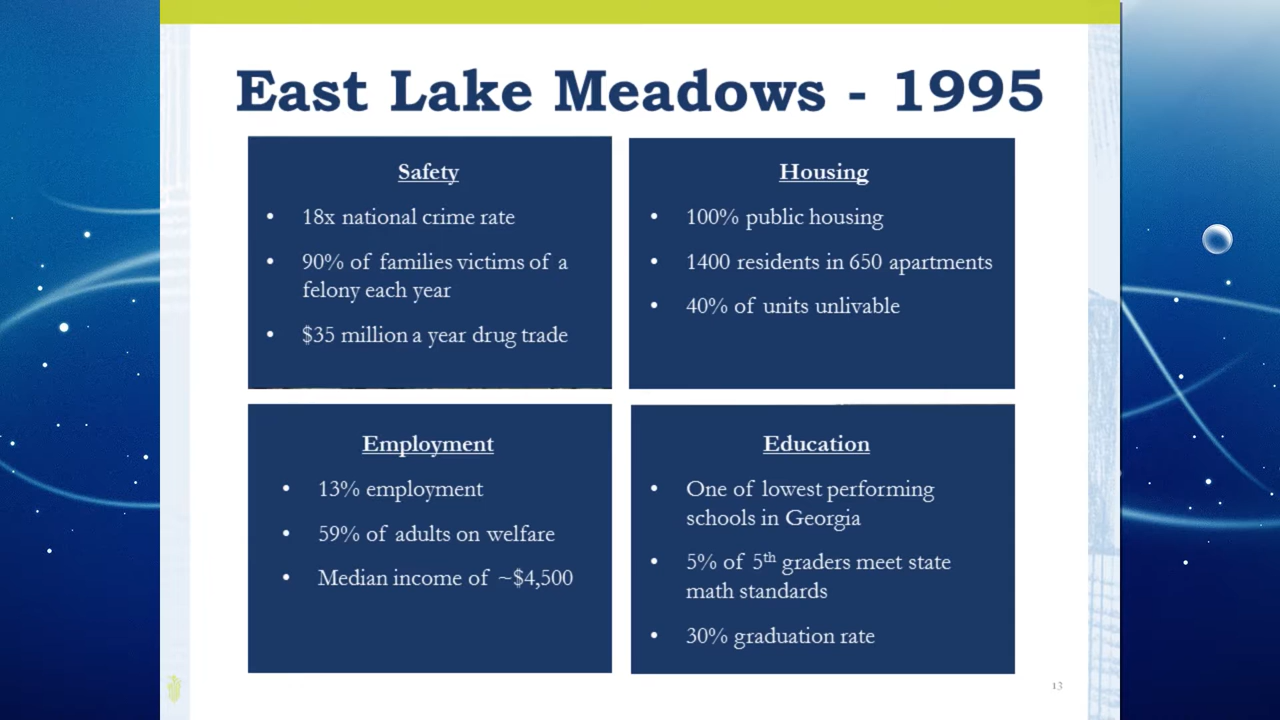 East Lake Meadows - 1995
Safety
• 18x national crime rate
• 90% of families victims of a
felony each year
• $35 million a year drug trade
Housing
• 100% public housing
• 1400 residents in 650 apartments
• 40% of units unlivable
Employment
• 13% employment
• 59% of adults on welfare
• Median income of ~$4,500
Education
• One of lowest performing
schools in Georgia
• 5% of 5th graders meet state
math standards
• 30% graduation rate
13